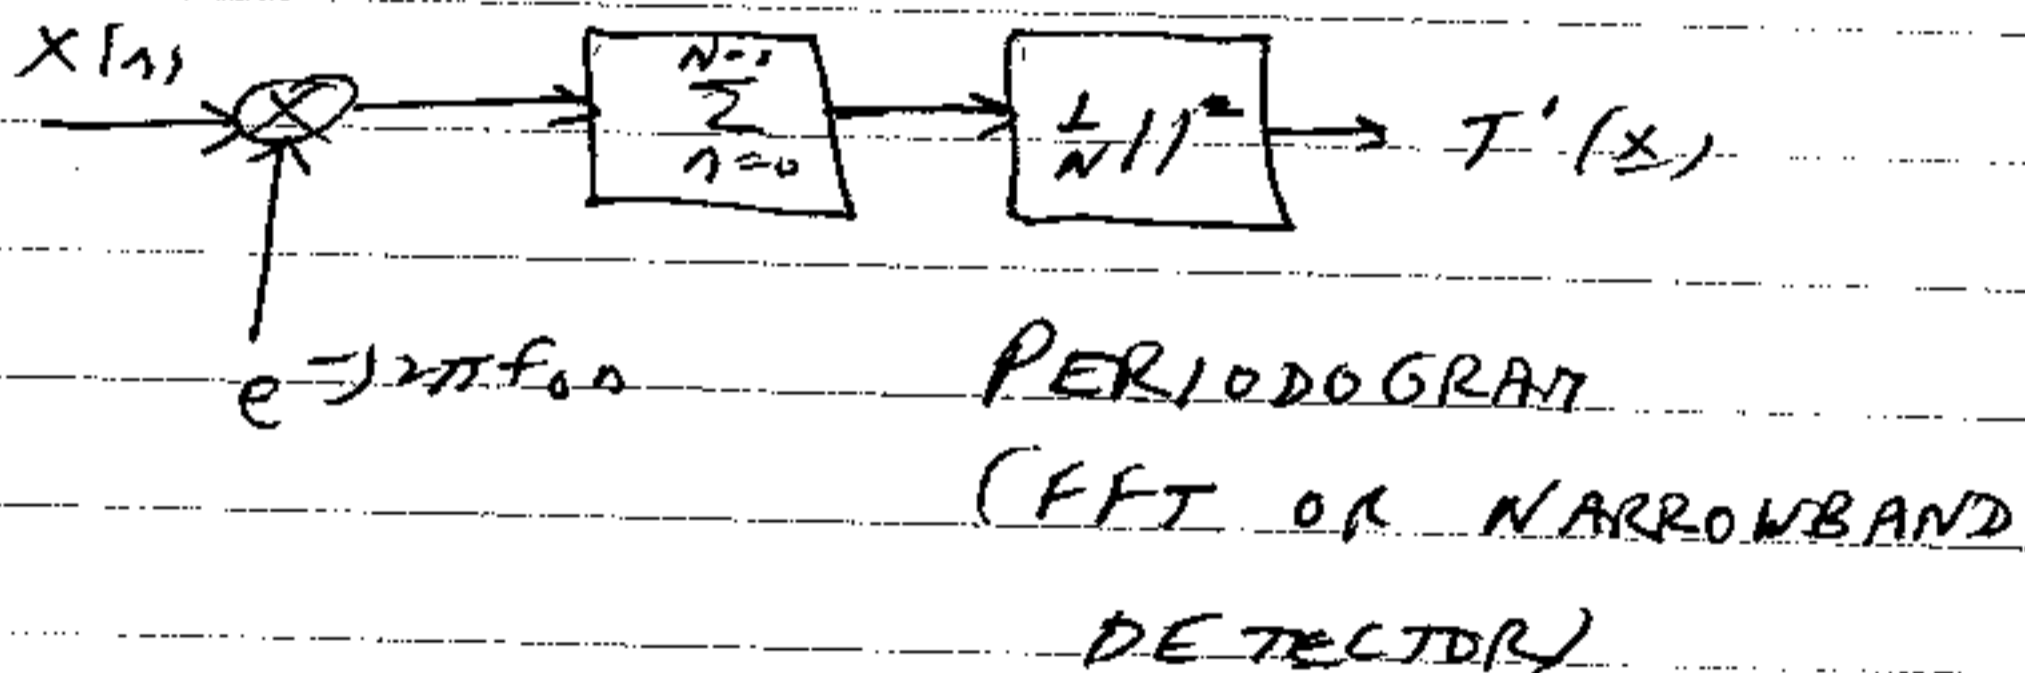 x[n]
N-1
Σ
n=0
1/N | |²
T'(x)
e^-j2πf₀n
PERIODOGRAM
(FFT OR NARROWBAND
DETECTOR)